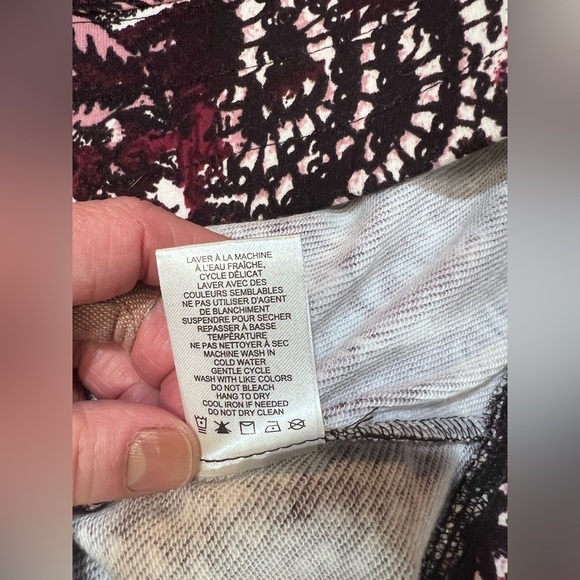 LAVER À LA MACHINE
À L'EAU FRAÎCHE,
CYCLE DÉLICAT
LAVER AVEC DES
COULEURS SEMBLABLES
NE PAS UTILISER D'AGENT
DE BLANCHIMENT
SUSPENDRE POUR SECHER
REPASSER À BASSE
TEMPÉRATURE
NE PAS NETTOYER À SEC
MACHINE WASH IN
COLD WATER
GENTLE CYCLE
WASH WITH LIKE COLORS
DO NOT BLEACH
HANG TO DRY
COOL IRON IF NEEDED
DO NOT DRY CLEAN